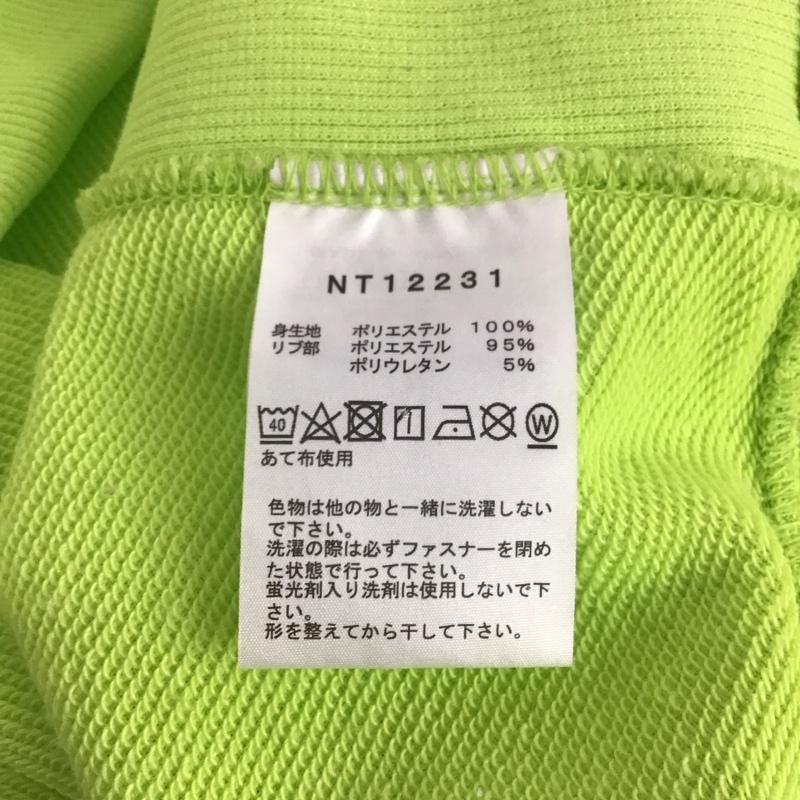 NT12231
身生地 ポリエステル 100%
リブ部 ポリエステル 95%
ポリウレタン 5%
40 W
あて布使用
色物は他の物と一緒に洗濯しない
で下さい。
洗濯の際は必ずファスナーを閉め
た状態で行って下さい。
蛍光剤入り洗剤は使用しないで下
さい。
形を整えてから干して下さい。